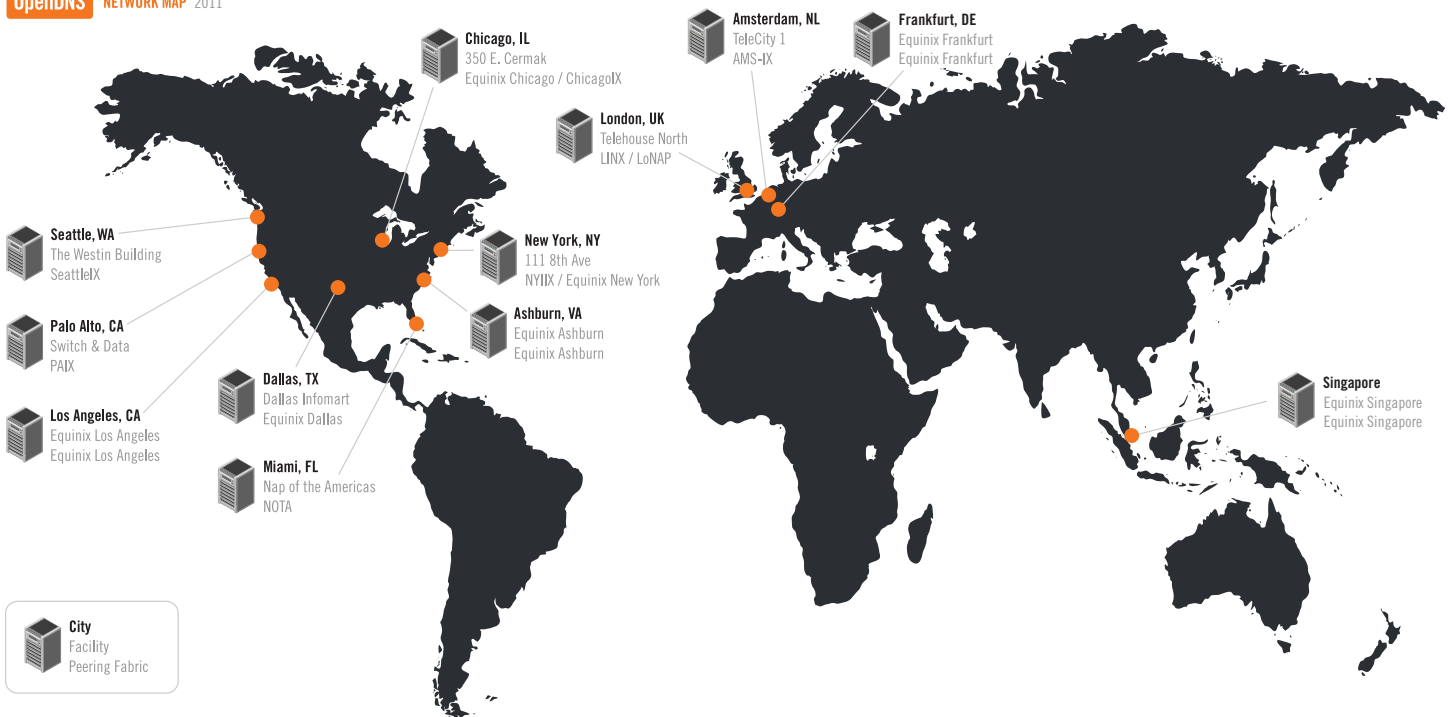 OpenDNS NETWORK MAP 2011
Chicago, IL
350 E. Cermak
Equinix Chicago / ChicagoIX
Amsterdam, NL
TeleCity 1
AMS-IX
Frankfurt, DE
Equinix Frankfurt
Equinix Frankfurt
London, UK
Telehouse North
LINX / LoNAP
Seattle, WA
The Westin Building
SeattleIX
New York, NY
111 8th Ave
NYIIX / Equinix New York
Palo Alto, CA
Switch & Data
PAIX
Ashburn, VA
Equinix Ashburn
Equinix Ashburn
Dallas, TX
Dallas Infomart
Equinix Dallas
Singapore
Equinix Singapore
Equinix Singapore
Los Angeles, CA
Equinix Los Angeles
Equinix Los Angeles
Miami, FL
Nap of the Americas
NOTA
City
Facility
Peering Fabric